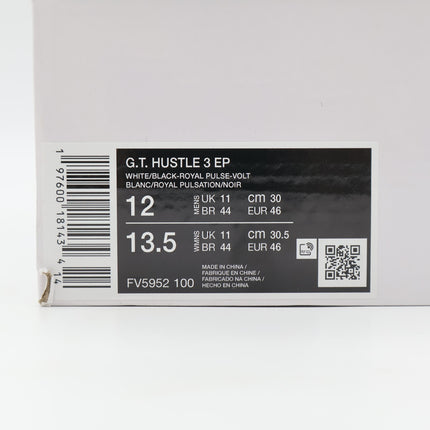 G.T. HUSTLE 3 EP
WHITE/BLACK-ROYAL PULSE-VOLT
BLANC/ROYAL PULSATION/NOIR
12 MENS UK 11 cm 30
BR 44 EUR 46
13.5 WMNS UK 11 cm 30.5
BR 44 EUR 46
MADE IN CHINA /
FABRIQUE EN CHINE /
FABRICADO NA CHINA /
HECHO EN CHINA
FV5952 100
1 97600 18143 4 14